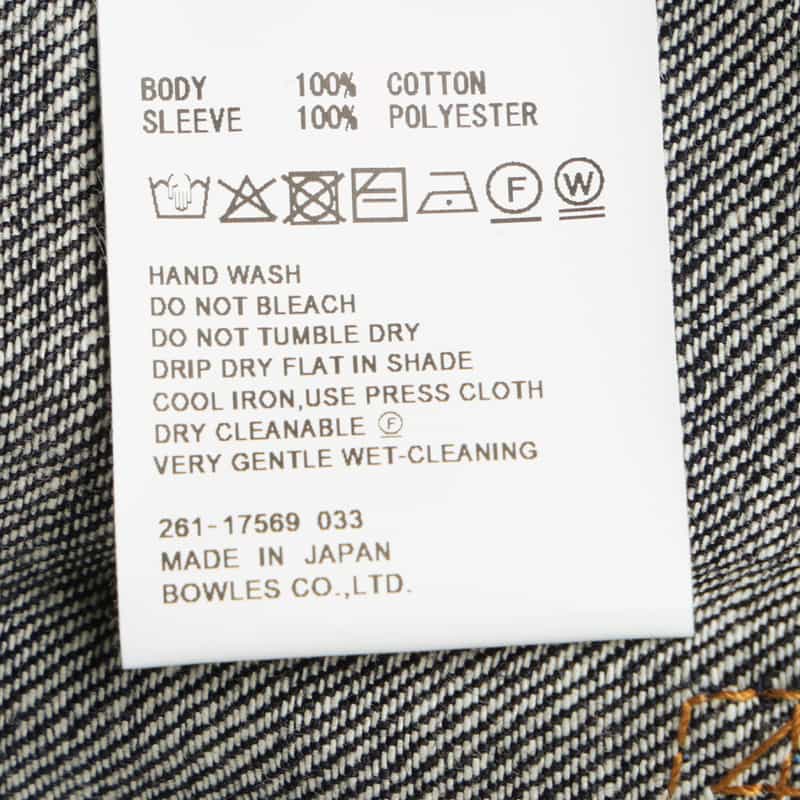 BODY 100% COTTON
SLEEVE 100% POLYESTER
F W
HAND WASH
DO NOT BLEACH
DO NOT TUMBLE DRY
DRIP DRY FLAT IN SHADE
COOL IRON,USE PRESS CLOTH
DRY CLEANABLE Ⓕ
VERY GENTLE WET-CLEANING
261-17569 033
MADE IN JAPAN
BOWLES CO.,LTD.